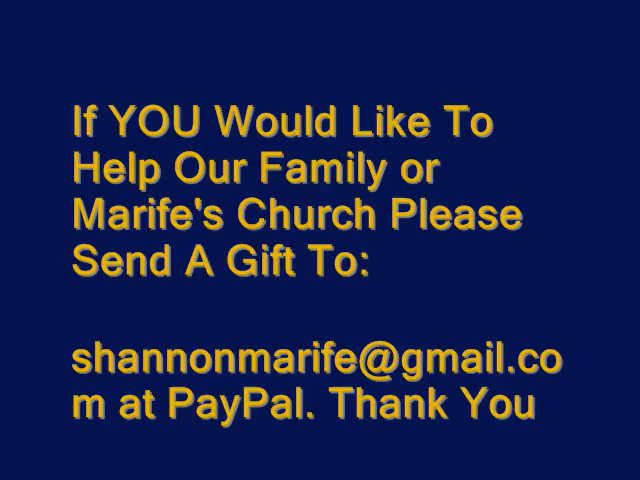 If YOU Would Like To
Help Our Family or
Marife's Church Please
Send A Gift To:
shannonmarife@gmail.co
m at PayPal. Thank You